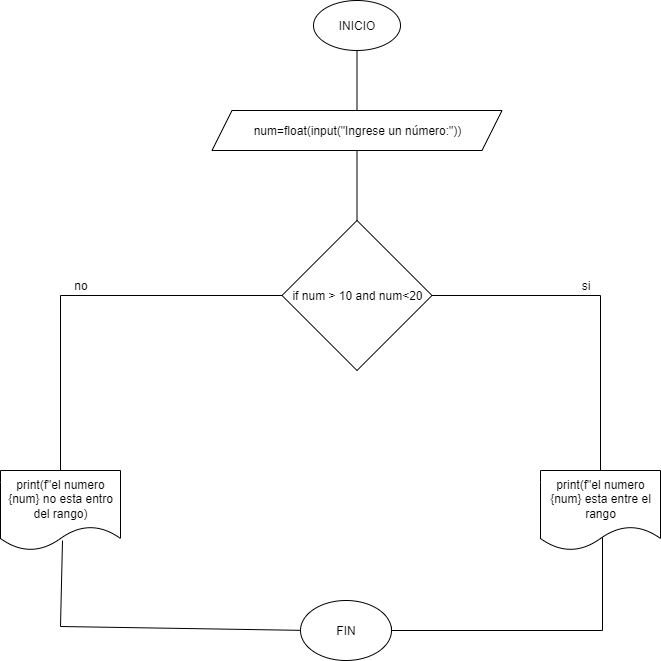 INICIO
num=float(input("Ingrese un número:"))
no
si
if num > 10 and num<20
print(f"el numero
{num} no esta entro
del rango)
print(f"el numero
{num} esta entre el
rango
FIN